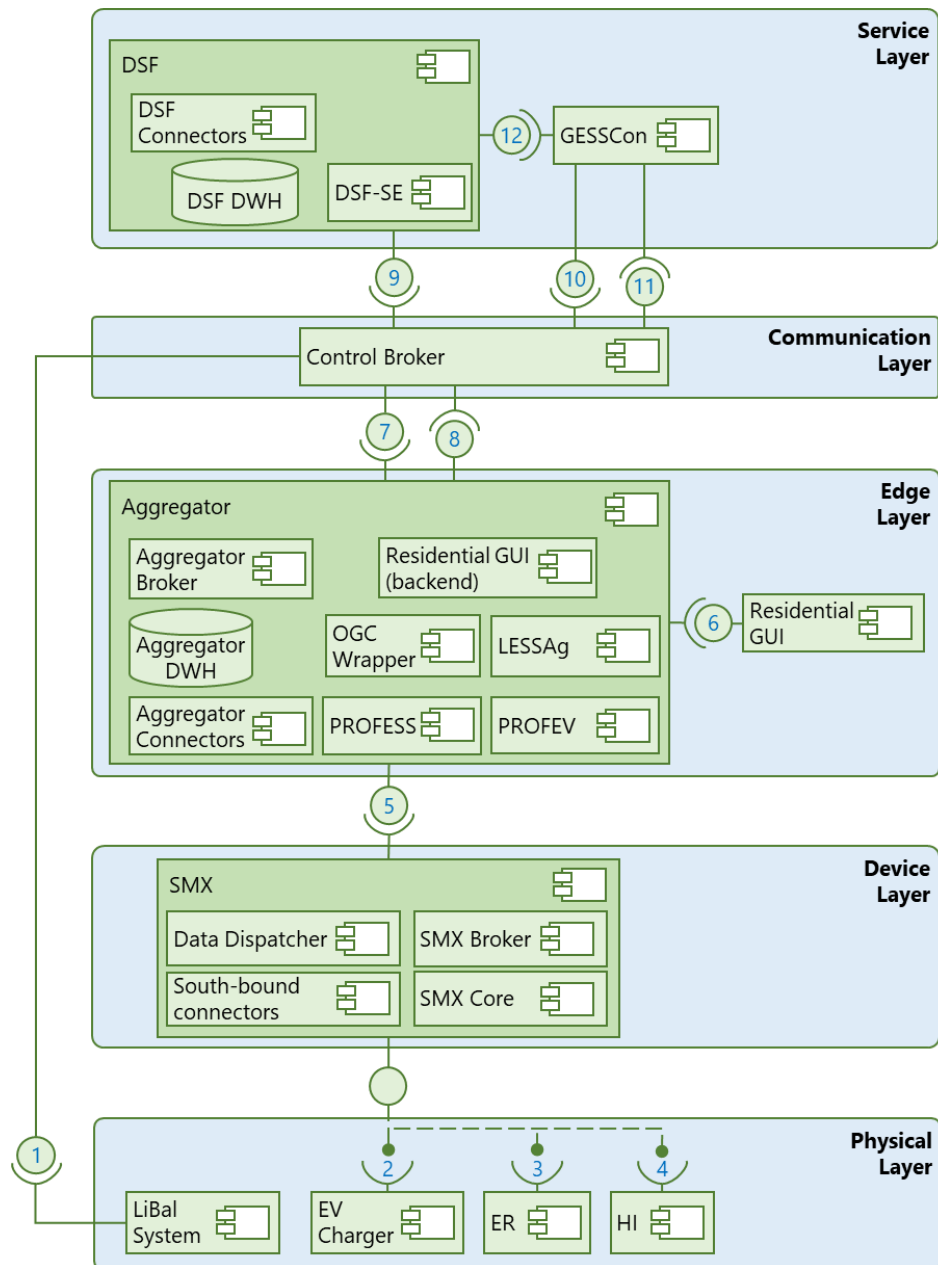 Service
Layer
DSF
DSF
Connectors
DSF DWH
DSF-SE
12
GESSCon
9
10
11
Communication
Layer
Control Broker
7
8
Edge
Layer
Aggregator
Aggregator
Broker
Residential GUI
(backend)
Aggregator
DWH
OGC
Wrapper
LESSAg
6
Residential
GUI
Aggregator
Connectors
PROFESS
PROFEV
5
Device
Layer
SMX
Data Dispatcher
SMX Broker
South-bound
connectors
SMX Core
Physical
Layer
1
2
3
4
LiBal
System
EV
Charger
ER
HI